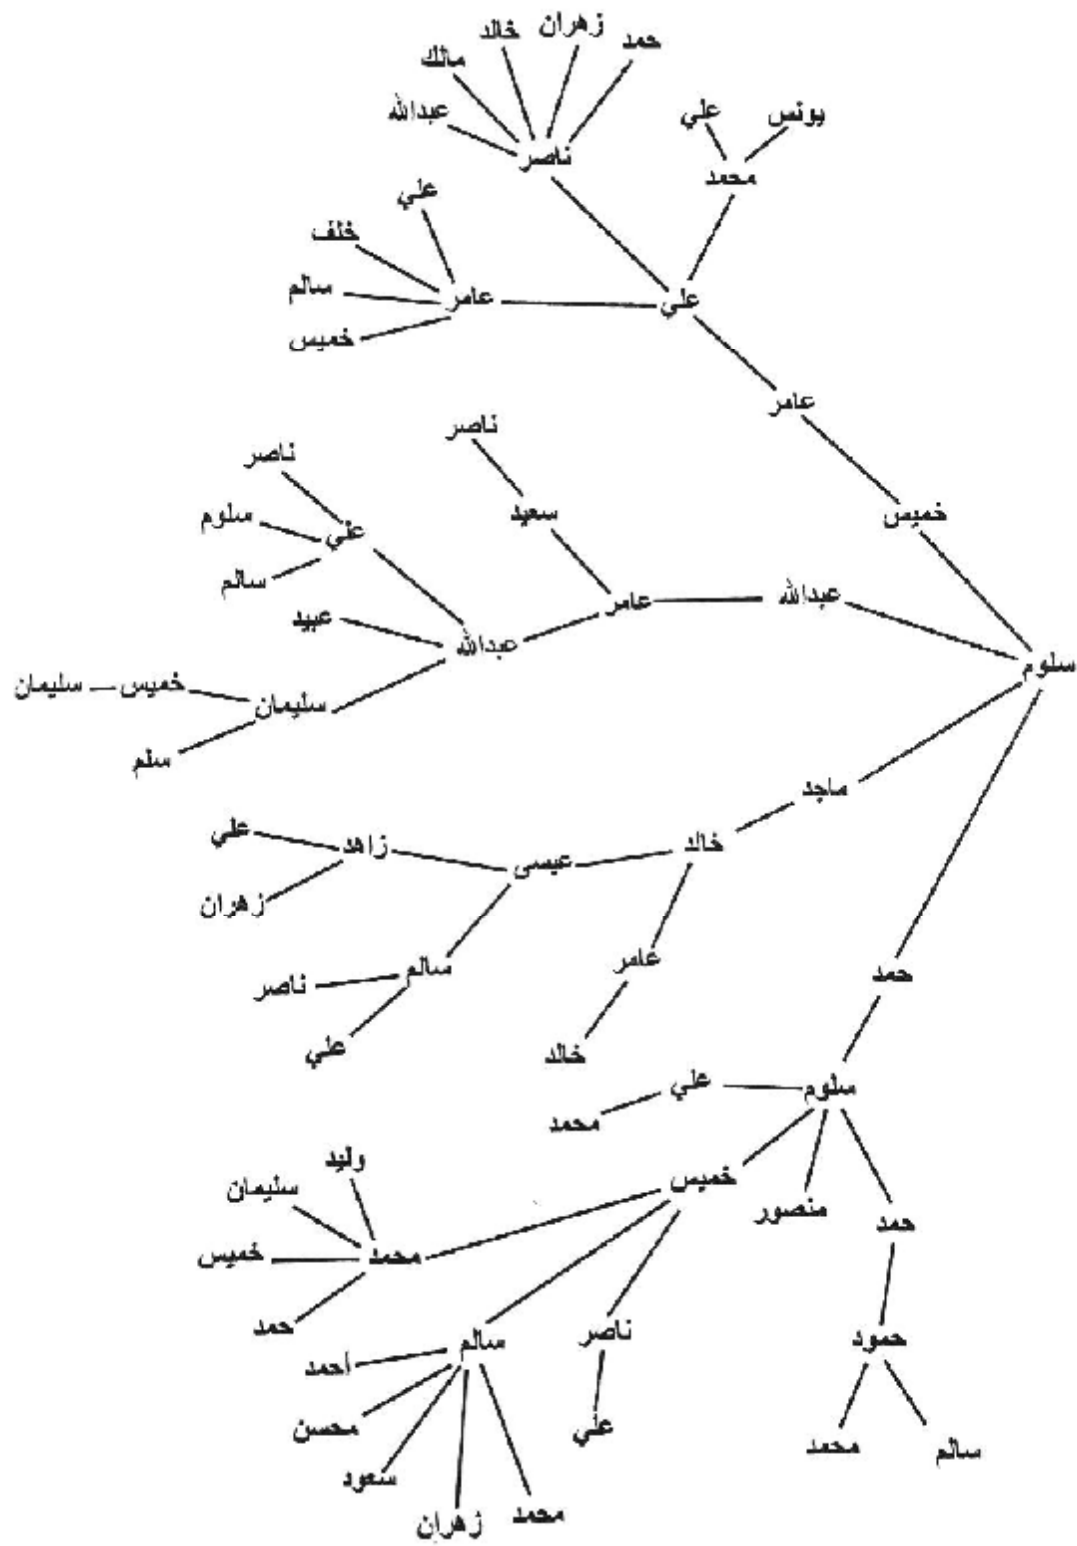 زهران
خالد
حمد
مالك
عبدالله
علي
يونس
ناصر
محمد
علي
خلف
سالم
عامر
علي
خميس
عامر
ناصر
ناصر
سلوم
سعيد
خميس
علي
سالم
عبدالله
عامر
عبيد
عبدالله
سلوم
سليمان
خميس
سليمان
سلم
ماجد
علي
زاهد
خالد
عيسى
زهران
سالم
عامر
حمد
ناصر
علي
خالد
علي
سلوم
محمد
وليد
سليمان
خميس
منصور
حمد
خميس
محمد
حمد
ناصر
سالم
حمود
احمد
محسن
علي
محمد
سالم
سعود
زهران
محمد